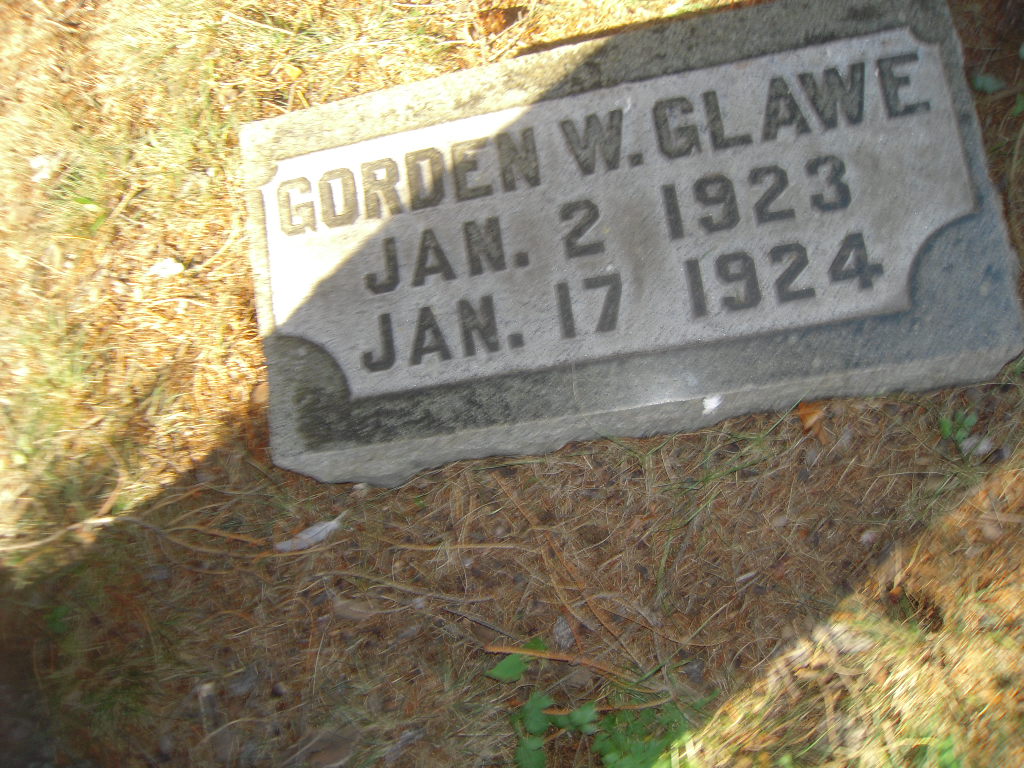 GORDEN W. GLAWE
JAN. 2 1923
JAN. 17 1924